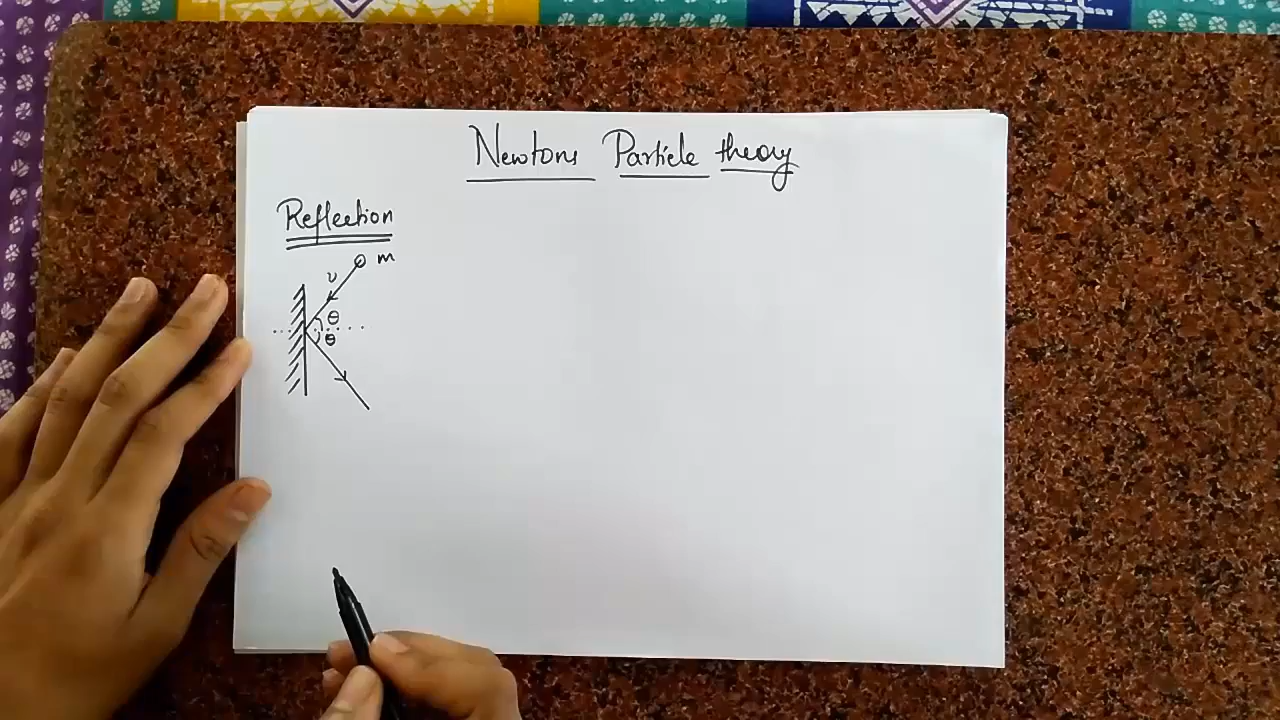 Newtons Particle theory
Reflection
m
v
θ
θ